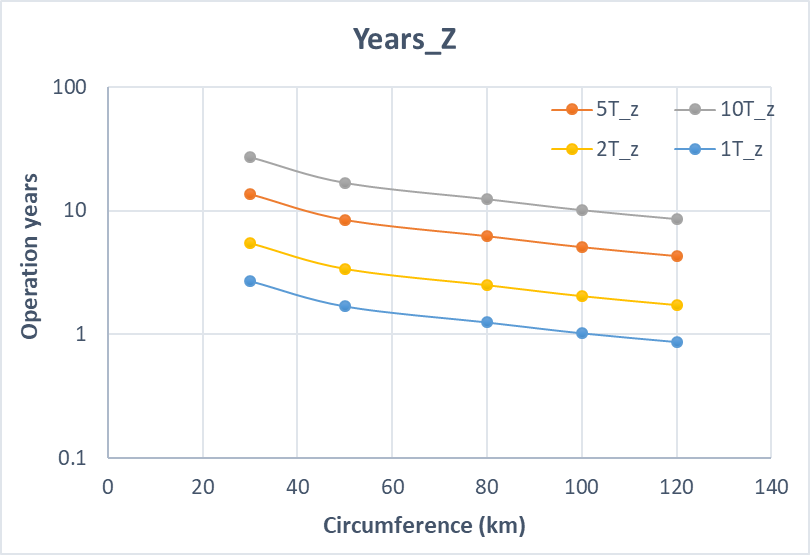 Years_Z
100
5T_z 10T_z
2T_z 1T_z
10
1
0.1
Operation years
0 20 40 60 80 100 120 140
Circumference (km)